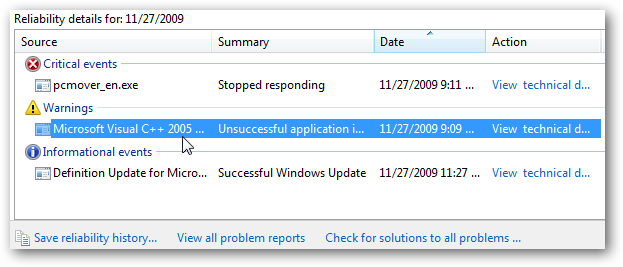 Reliability details for: 11/27/2009
Source Summary Date Action
Critical events
pcmover_en.exe Stopped responding 11/27/2009 9:11 ... View technical d...
Warnings
Microsoft Visual C++ 2005 ... Unsuccessful application i... 11/27/2009 9:09 ... View technical d...
Informational events
Definition Update for Micro... Successful Windows Update 11/27/2009 11:27 ... View technical d...
Save reliability history... View all problem reports Check for solutions to all problems ...